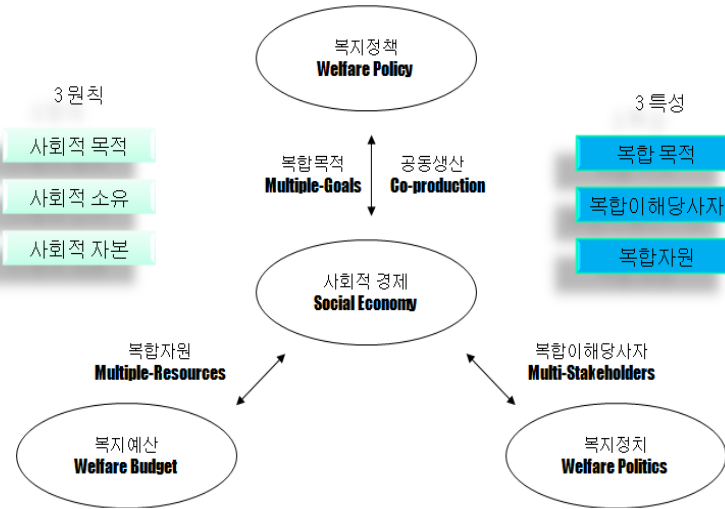 복지정책
Welfare Policy
3원칙
사회적 목적
사회적 소유
사회적 자본
3특성
복합 목적
복합이해당사자
복합자원
복합목적
Multiple-Goals
공동생산
Co-production
사회적 경제
Social Economy
복합자원
Multiple-Resources
복합이해당사자
Multi-Stakeholders
복지예산
Welfare Budget
복지정치
Welfare Politics